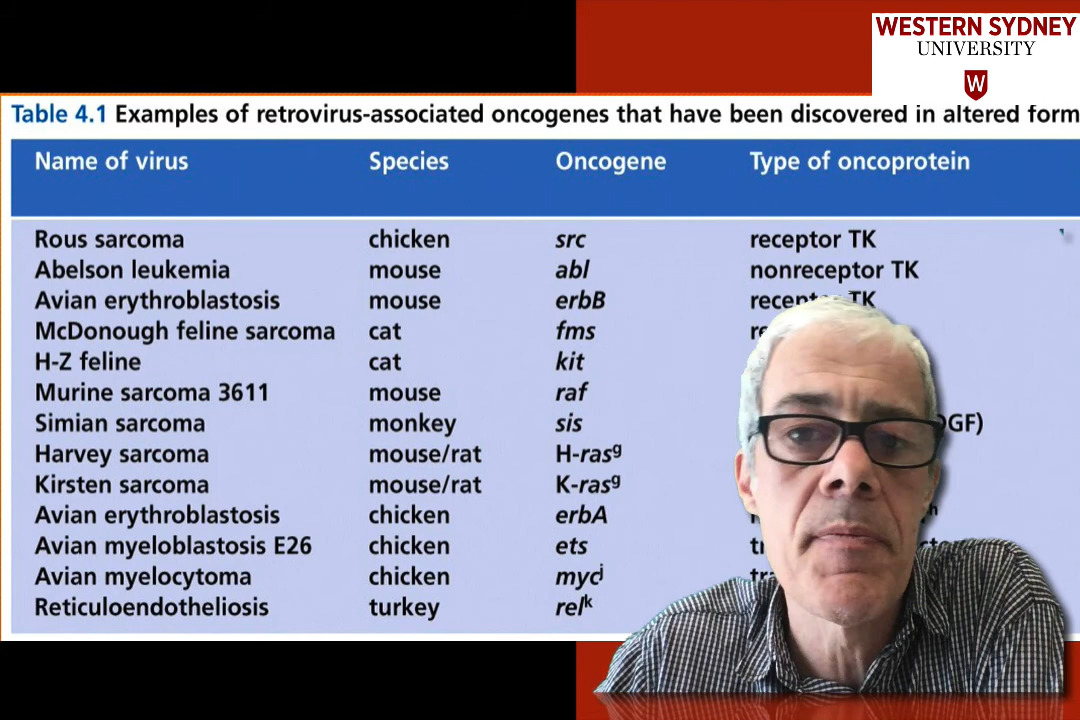 WESTERN SYDNEY
UNIVERSITY
W
Table 4.1 Examples of retrovirus-associated oncogenes that have been discovered in altered form
Name of virus Species Oncogene Type of oncoprotein
Rous sarcoma chicken src receptor TK
Abelson leukemia mouse abl nonreceptor TK
Avian erythroblastosis mouse erbB receptor TK
McDonough feline sarcoma cat fms
H-Z feline cat kit
Murine sarcoma 3611 mouse raf
Simian sarcoma monkey sis
Harvey sarcoma mouse/rat H-rasᵍ
Kirsten sarcoma mouse/rat K-rasᵍ
Avian erythroblastosis chicken erbA
Avian myeloblastosis E26 chicken ets
Avian myelocytoma chicken mycʲ
Reticuloendotheliosis turkey relᵏ